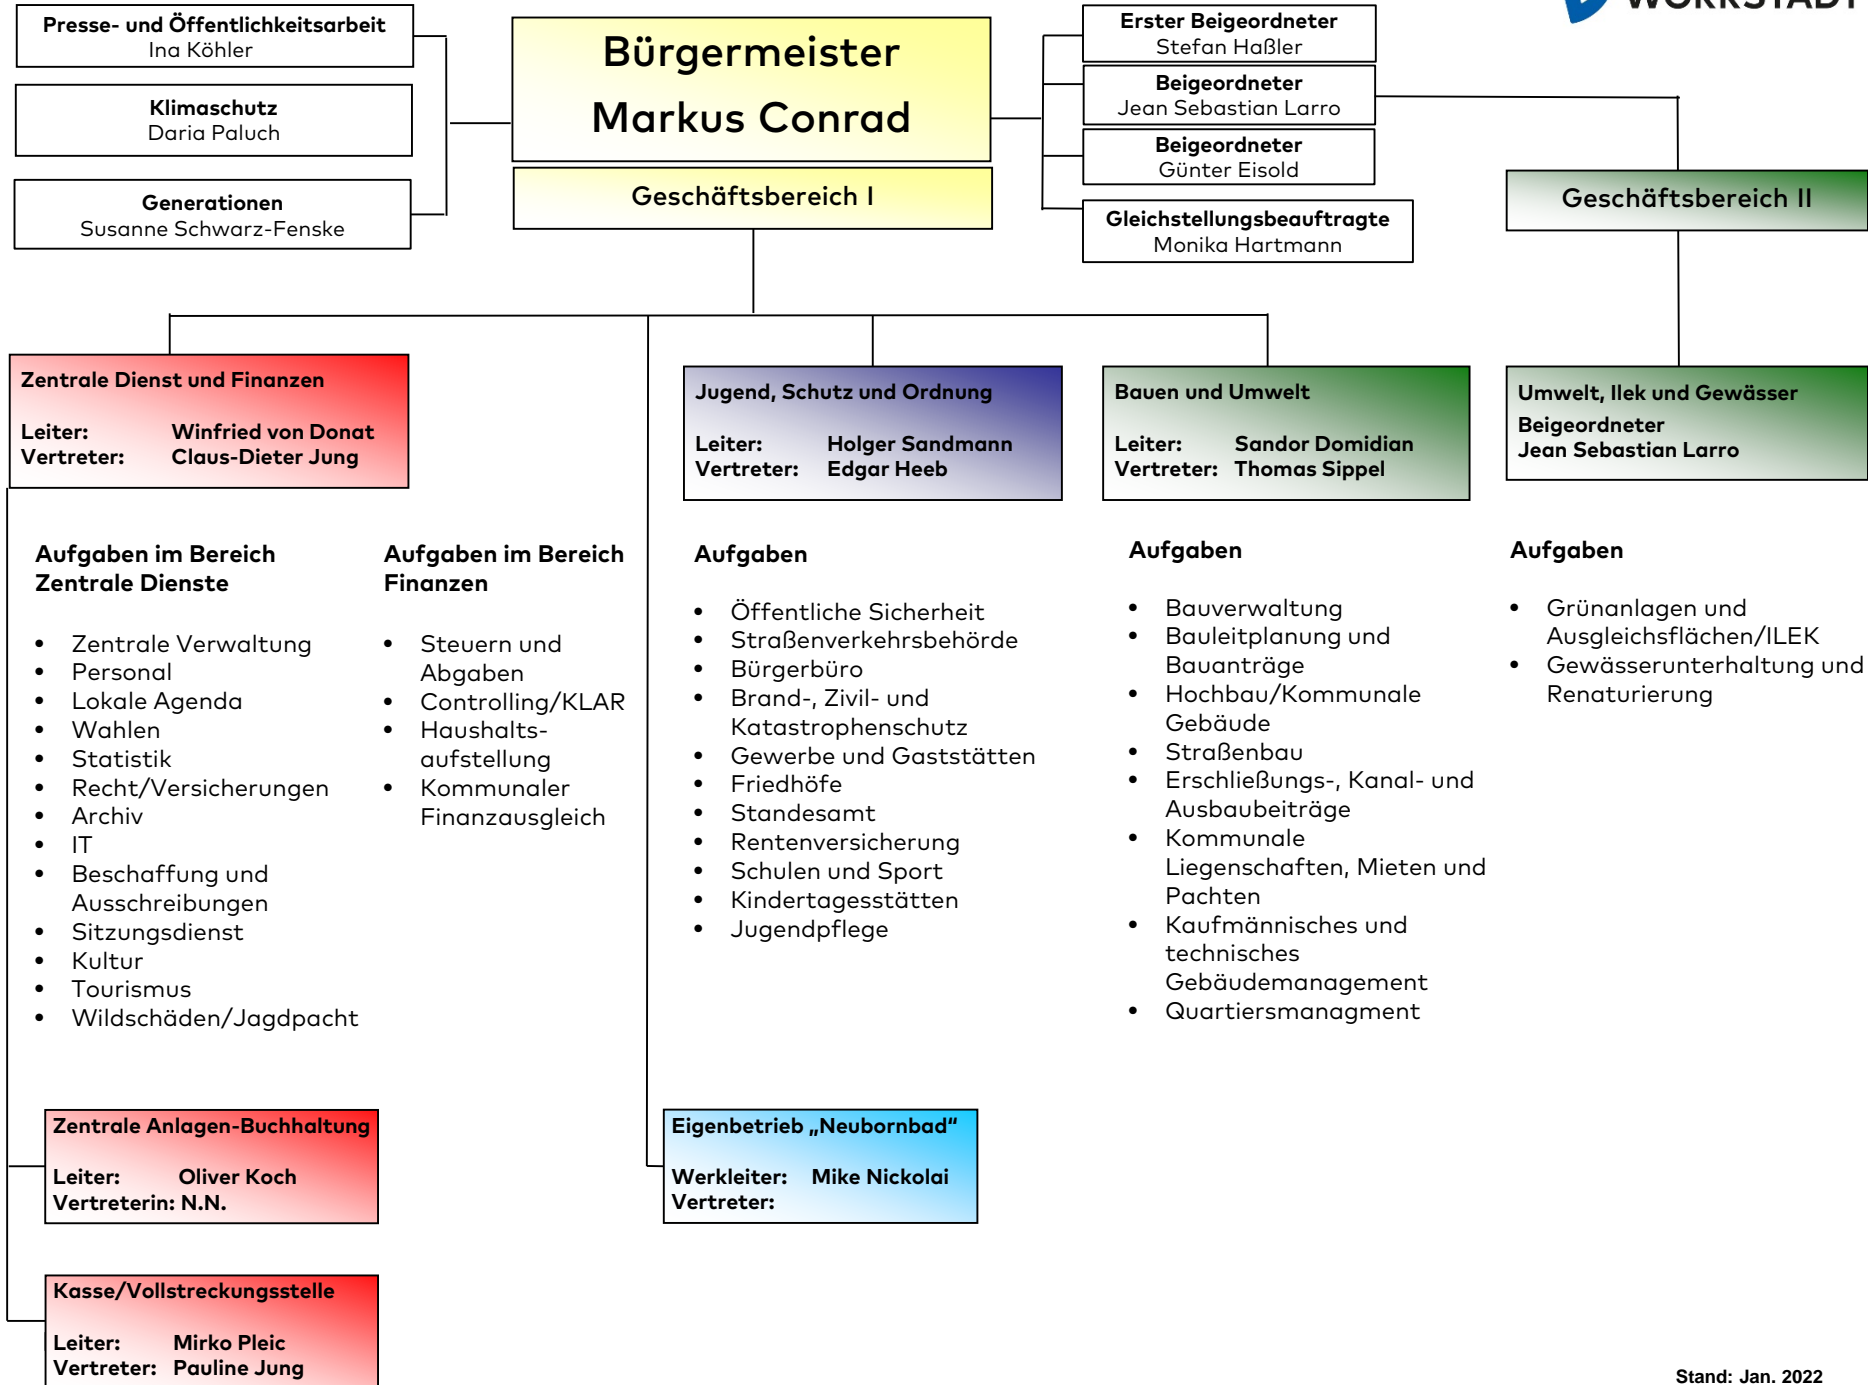 WÖRRSTADT
Presse- und Öffentlichkeitsarbeit
Ina Köhler
Klimaschutz
Daria Paluch
Generationen
Susanne Schwarz-Fenske
Bürgermeister
Markus Conrad
Geschäftsbereich I
Erster Beigeordneter
Stefan Haßler
Beigeordneter
Jean Sebastian Larro
Beigeordneter
Günter Eisold
Gleichstellungsbeauftragte
Monika Hartmann
Geschäftsbereich II
Zentrale Dienst und Finanzen
Leiter: Winfried von Donat
Vertreter: Claus-Dieter Jung
Aufgaben im Bereich
Zentrale Dienste
• Zentrale Verwaltung
• Personal
• Lokale Agenda
• Wahlen
• Statistik
• Recht/Versicherungen
• Archiv
• IT
• Beschaffung und
Ausschreibungen
• Sitzungsdienst
• Kultur
• Tourismus
• Wildschäden/Jagdpacht
Aufgaben im Bereich
Finanzen
• Steuern und
Abgaben
• Controlling/KLAR
• Haushalts-
aufstellung
• Kommunaler
Finanzausgleich
Zentrale Anlagen-Buchhaltung
Leiter: Oliver Koch
Vertreterin: N.N.
Kasse/Vollstreckungsstelle
Leiter: Mirko Pleic
Vertreter: Pauline Jung
Eigenbetrieb „Neubornbad“
Werkleiter: Mike Nickolai
Vertreter:
Jugend, Schutz und Ordnung
Leiter: Holger Sandmann
Vertreter: Edgar Heeb
Aufgaben
• Öffentliche Sicherheit
• Straßenverkehrsbehörde
• Bürgerbüro
• Brand-, Zivil- und
Katastrophenschutz
• Gewerbe und Gaststätten
• Friedhöfe
• Standesamt
• Rentenversicherung
• Schulen und Sport
• Kindertagesstätten
• Jugendpflege
Bauen und Umwelt
Leiter: Sandor Domidian
Vertreter: Thomas Sippel
Aufgaben
• Bauverwaltung
• Bauleitplanung und
Bauanträge
• Hochbau/Kommunale
Gebäude
• Straßenbau
• Erschließungs-, Kanal- und
Ausbaubeiträge
• Kommunale
Liegenschaften, Mieten und
Pachten
• Kaufmännisches und
technisches
Gebäudemanagement
• Quartiersmanagment
Umwelt, Ilek und Gewässer
Beigeordneter
Jean Sebastian Larro
Aufgaben
• Grünanlagen und
Ausgleichsflächen/ILEK
• Gewässerunterhaltung und
Renaturierung
Stand: Jan. 2022